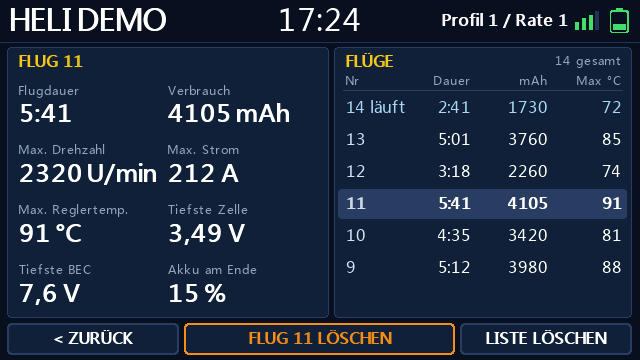 HELI DEMO 17:24 Profil 1 / Rate 1
FLUG 11
Flugdauer Verbrauch
5:41 4105 mAh
Max. Drehzahl Max. Strom
2320 U/min 212 A
Max. Reglertemp. Tiefste Zelle
91 °C 3,49 V
Tiefste BEC Akku am Ende
7,6 V 15 %
FLÜGE 14 gesamt
Nr Dauer mAh Max °C
14 läuft 2:41 1730 72
13 5:01 3760 85
12 3:18 2260 74
11 5:41 4105 91
10 4:35 3420 81
9 5:12 3980 88
< ZURÜCK FLUG 11 LÖSCHEN LISTE LÖSCHEN